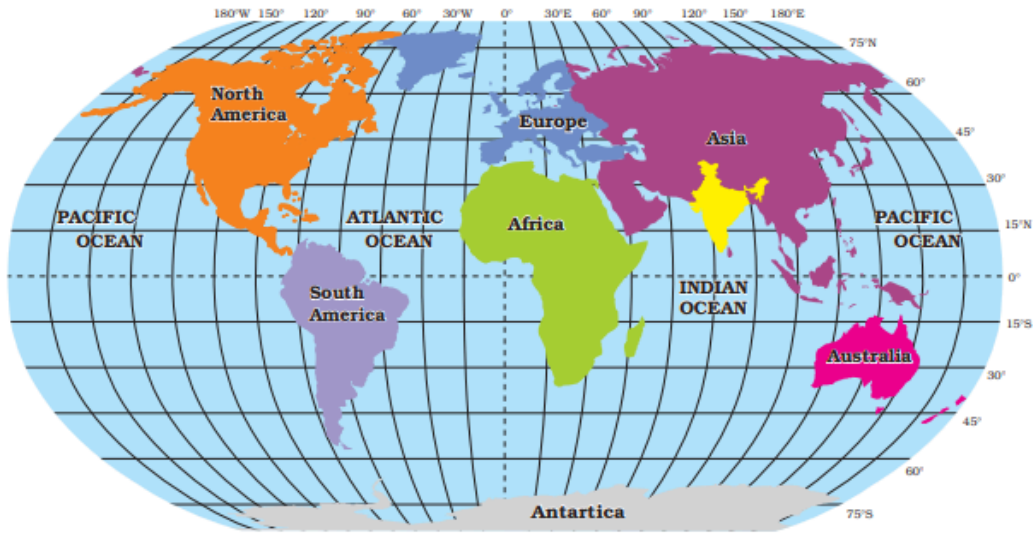 180°W 150° 120° 90° 60° 30°W 0° 30°E 60° 90° 120° 150° 180°E
75°N
60°
North
America
Europe
Asia
45°
30°
PACIFIC
OCEAN
ATLANTIC
OCEAN
Africa
PACIFIC
OCEAN
15°N
0°
South
America
INDIAN
OCEAN
15°S
Australia
30°
45°
60°
Antartica
75°S